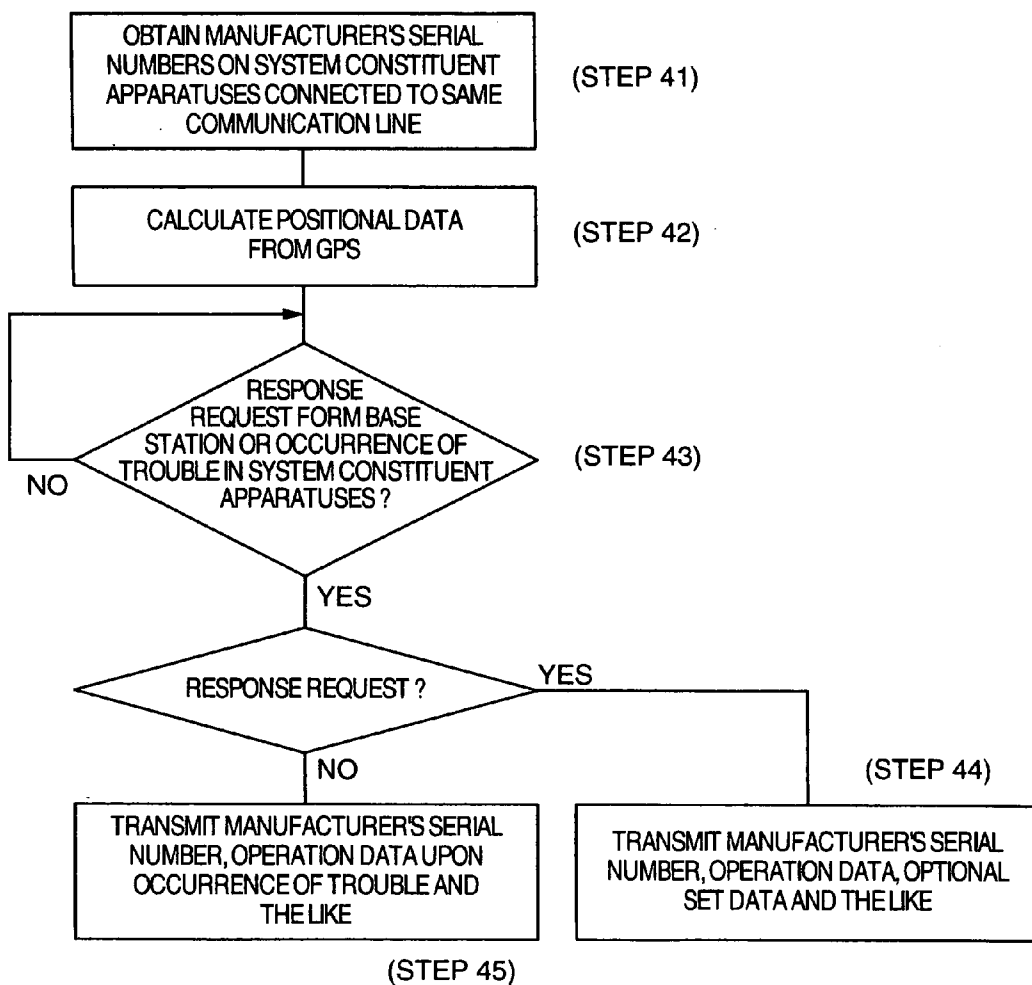 OBTAIN MANUFACTURER'S SERIAL
NUMBERS ON SYSTEM CONSTITUENT
APPARATUSES CONNECTED TO SAME
COMMUNICATION LINE
(STEP 41)
CALCULATE POSITIONAL DATA
FROM GPS
(STEP 42)
RESPONSE
REQUEST FORM BASE
STATION OR OCCURRENCE OF
TROUBLE IN SYSTEM CONSTITUENT
APPARATUSES ?
(STEP 43)
NO
YES
RESPONSE REQUEST ?
YES
NO
(STEP 44)
TRANSMIT MANUFACTURER'S SERIAL
NUMBER, OPERATION DATA UPON
OCCURRENCE OF TROUBLE AND
THE LIKE
TRANSMIT MANUFACTURER'S SERIAL
NUMBER, OPERATION DATA, OPTIONAL
SET DATA AND THE LIKE
(STEP 45)